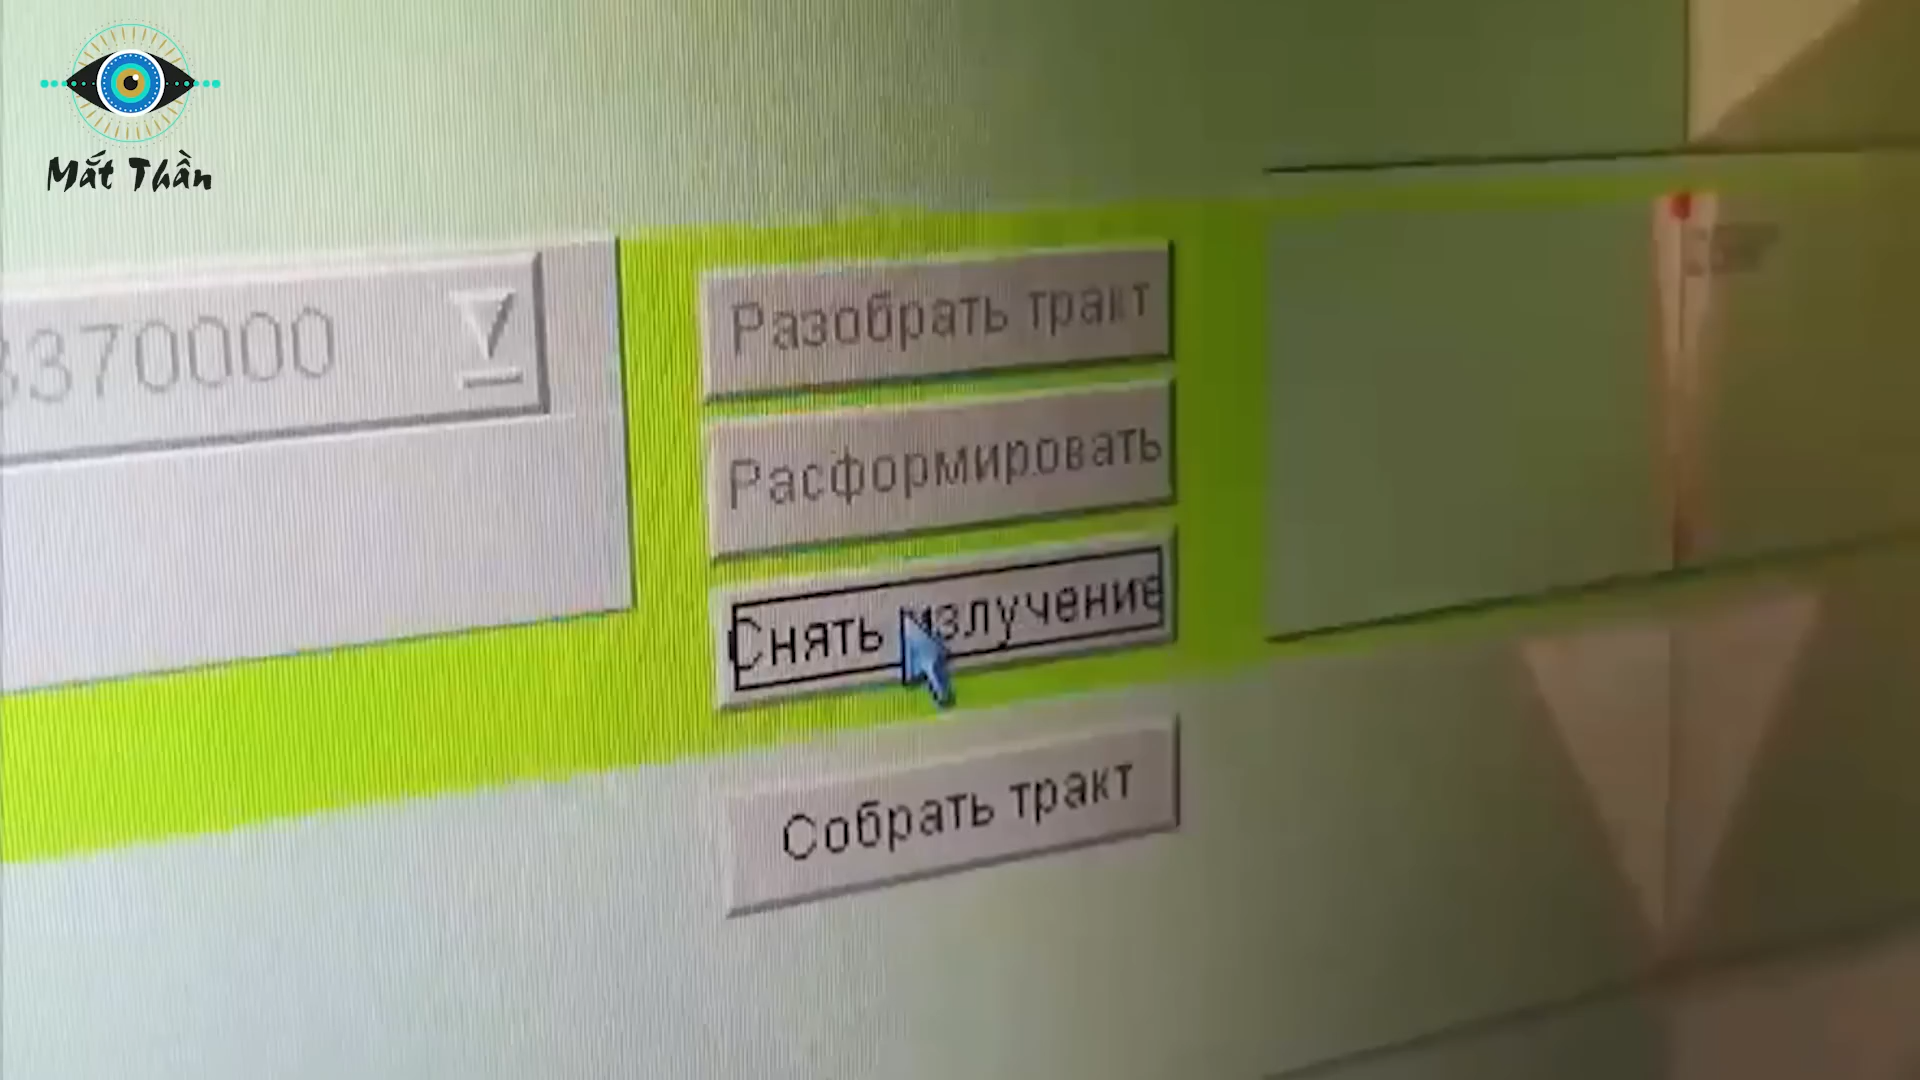 Mắt Thần
3370000
Разобрать тракт
Расформировать
Снять излучение
Собрать тракт